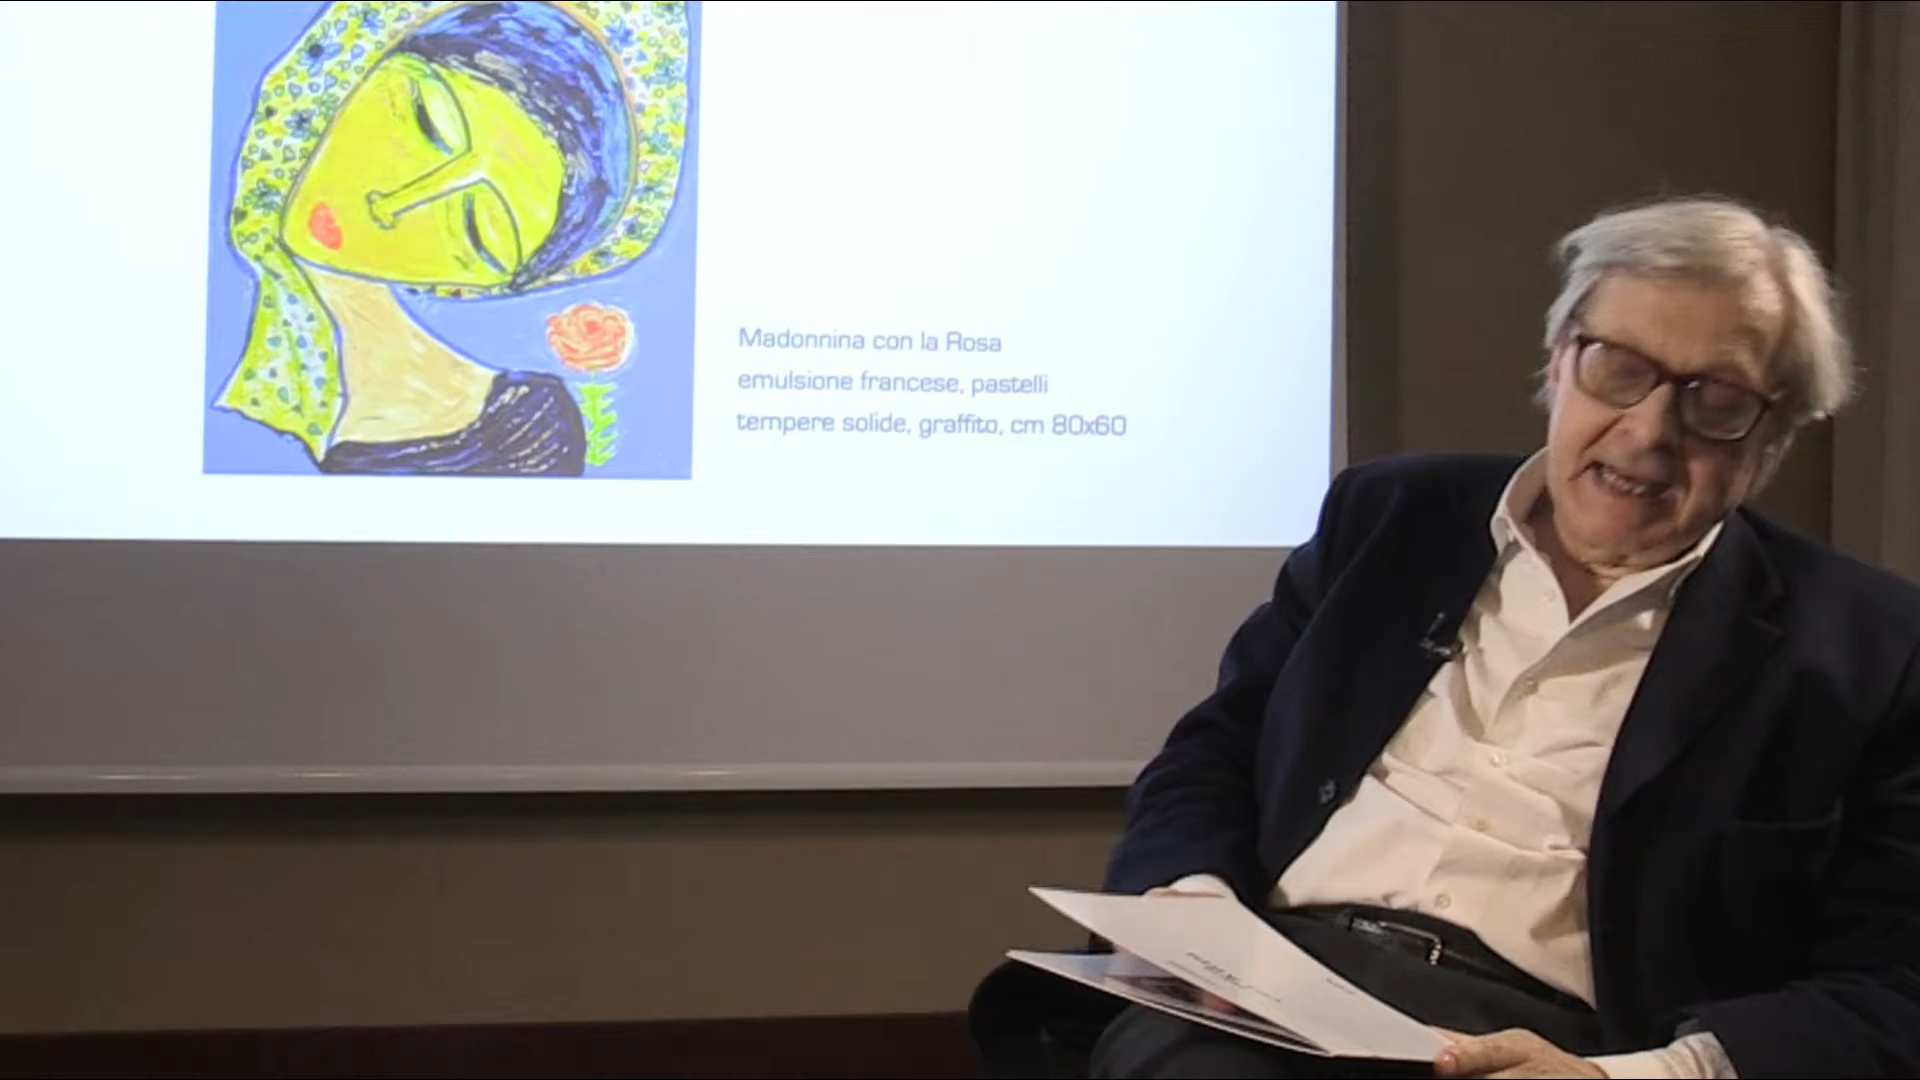 Madonnina con la Rosa
emulsione francese, pastelli
tempere solide, graffito, cm 80x60